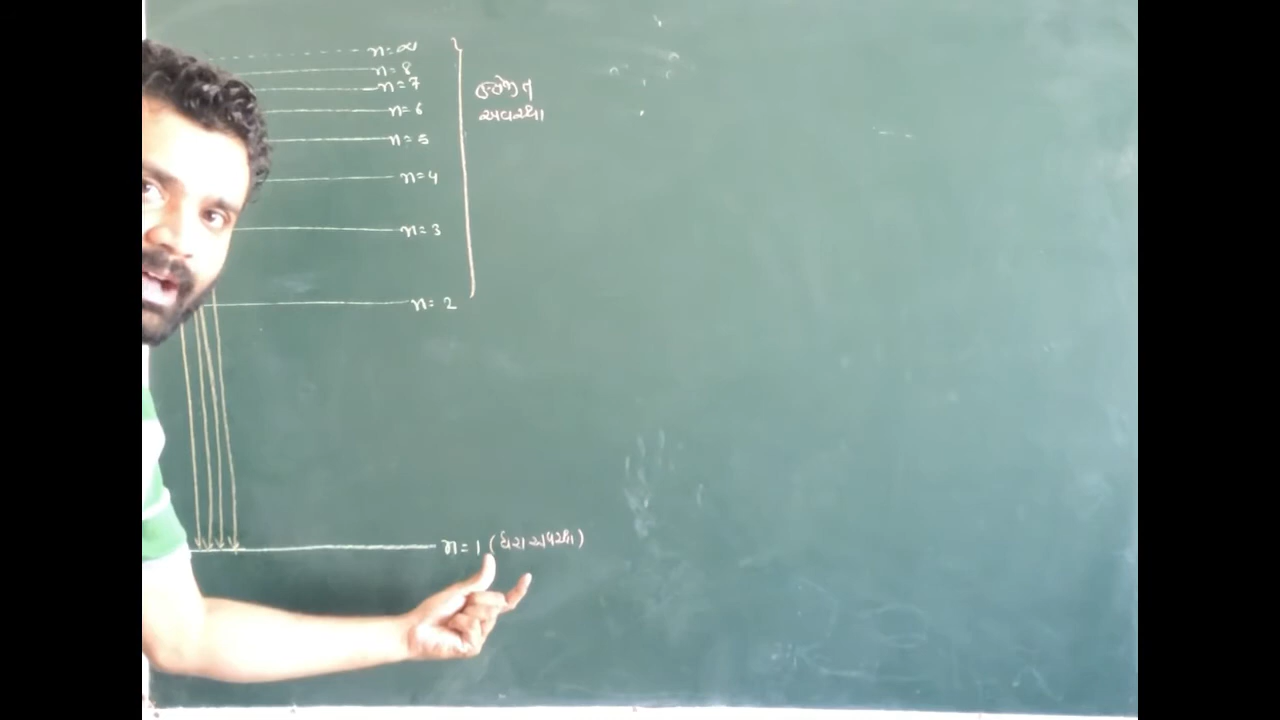 n=∞
n=8
n=7
n=6
n=5
n=4
n=3
n=2
n=1 (ધરા અવસ્થા)
ઉત્તેજીત
અવસ્થા